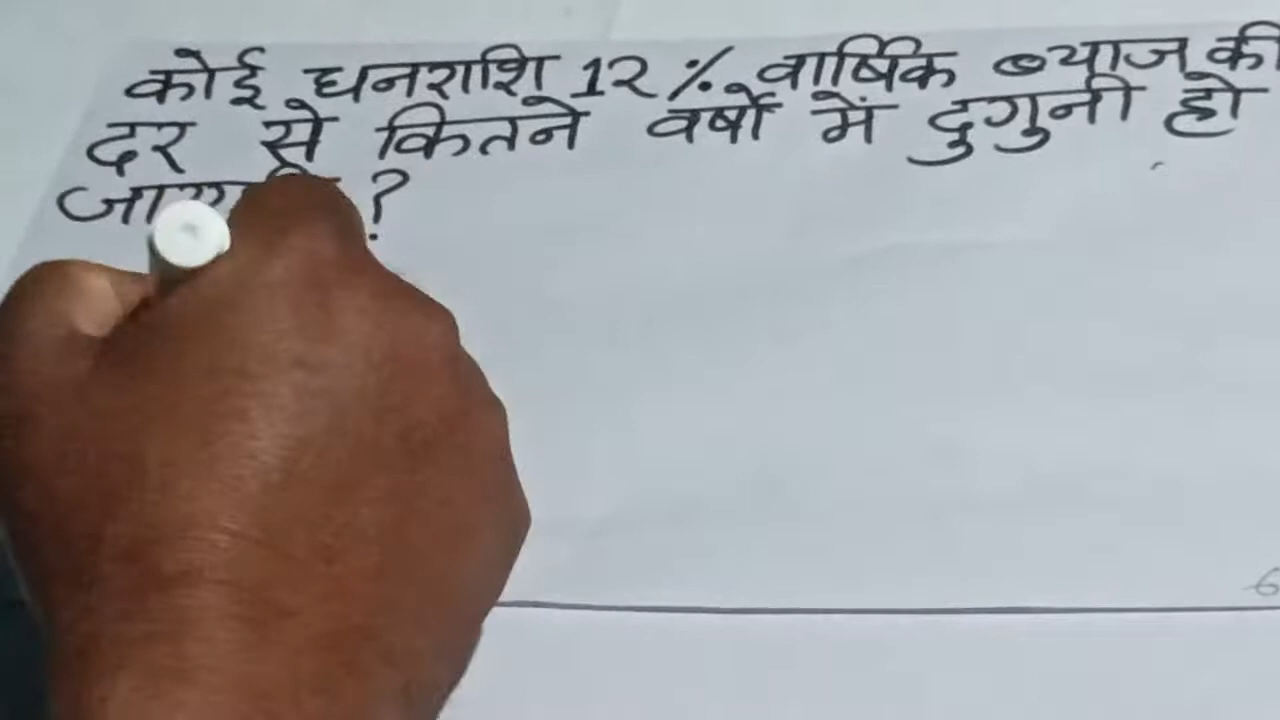 कोई धनराशि 12% वार्षिक ब्याज की
दर से कितने वर्षो में दुगुनी हो
?